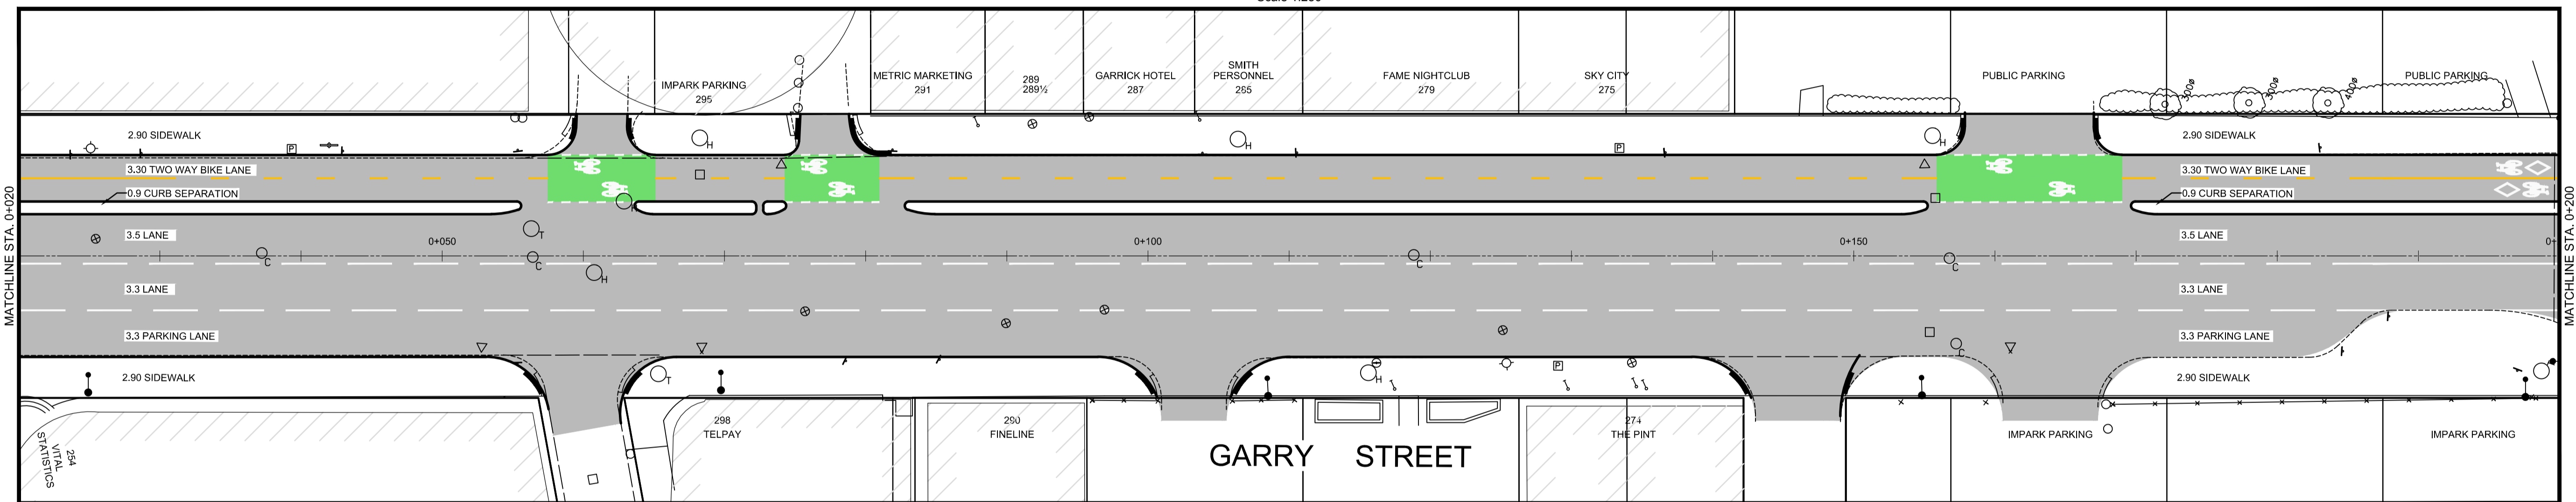 IMPARK PARKING
295
METRIC MARKETING
291
289
289½
GARRICK HOTEL
287
SMITH
PERSONNEL
265
FAME NIGHTCLUB
279
SKY CITY
275
PUBLIC PARKING
300ø
300ø
400ø
PUBLIC PARKING
2.90 SIDEWALK
P
H
H
P
H
2.90 SIDEWALK
3.30 TWO WAY BIKE LANE
3.30 TWO WAY BIKE LANE
0.9 CURB SEPARATION
0.9 CURB SEPARATION
MATCHLINE STA. 0+020
MATCHLINE STA. 0+200
H
3.5 LANE
T
3.5 LANE
0+050
0+100
0+150
0+
C
C
C
C
H
3.3 LANE
3.3 LANE
3.3 PARKING LANE
3.3 PARKING LANE
C
2.90 SIDEWALK
T
H
P
2.90 SIDEWALK
254
VITAL
STATISTICS
298
TELPAY
290
FINELINE
GARRY STREET
274
THE PINT
IMPARK PARKING
IMPARK PARKING